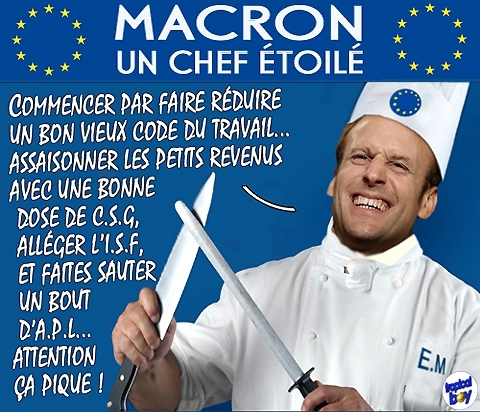 MACRON
UN CHEF ÉTOILÉ
COMMENCER PAR FAIRE RÉDUIRE
UN BON VIEUX CODE DU TRAVAIL...
ASSAISONNER LES PETITS REVENUS
AVEC UNE BONNE
DOSE DE C.S.G,
ALLÉGER L'I.S.F,
ET FAITES SAUTER
UN BOUT
D'A.P.L...
ATTENTION
ÇA PIQUE !
E.M
boy